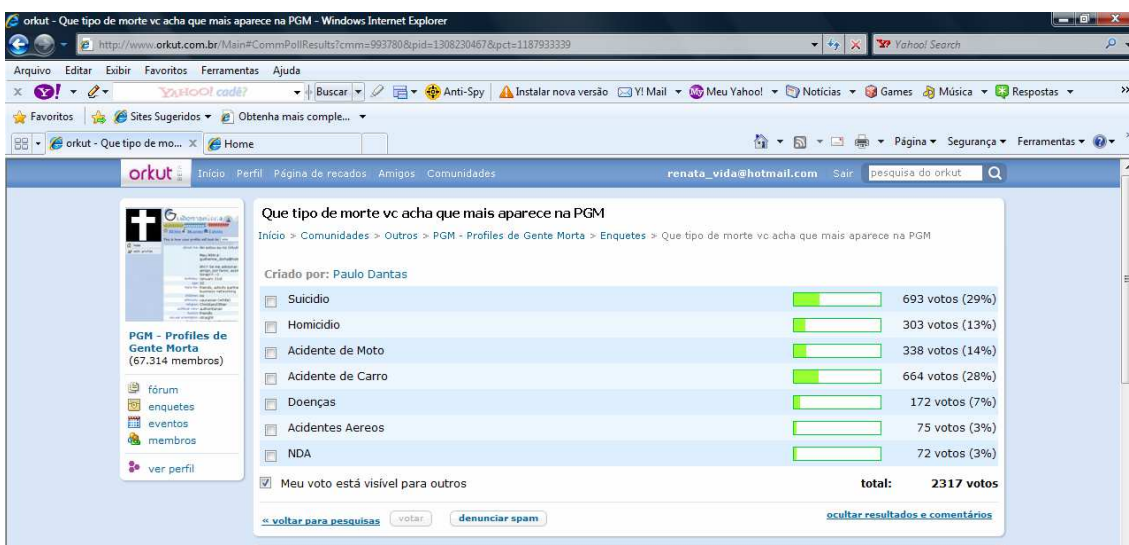 orkut - Que tipo de morte vc acha que mais aparece na PGM - Windows Internet Explorer
http://www.orkut.com.br/Main#CommPollResults?cmm=993780&pid=1308230467&pct=1187933339
Yahoo! Search
Arquivo Editar Exibir Favoritos Ferramentas Ajuda
YAHOO! cadê? Buscar Anti-Spy Instalar nova versão Y! Mail Meu Yahoo! Notícias Games Música Respostas
Favoritos Sites Sugeridos Obtenha mais comple...
orkut - Que tipo de mo... Home Página Segurança Ferramentas
orkut Início Perfil Página de recados Amigos Comunidades renata_vida@hotmail.com Sair pesquisa do orkut
Que tipo de morte vc acha que mais aparece na PGM
Início > Comunidades > Outros > PGM - Profiles de Gente Morta > Enquetes > Que tipo de morte vc acha que mais aparece na PGM
Criado por: Paulo Dantas
Suicidio 693 votos (29%)
Homicidio 303 votos (13%)
Acidente de Moto 338 votos (14%)
Acidente de Carro 664 votos (28%)
Doenças 172 votos (7%)
Acidentes Aereos 75 votos (3%)
NDA 72 votos (3%)
Meu voto está visível para outros total: 2317 votos
« voltar para pesquisas votar denunciar spam ocultar resultados e comentários
PGM - Profiles de
Gente Morta
(67.314 membros)
fórum
enquetes
eventos
membros
ver perfil